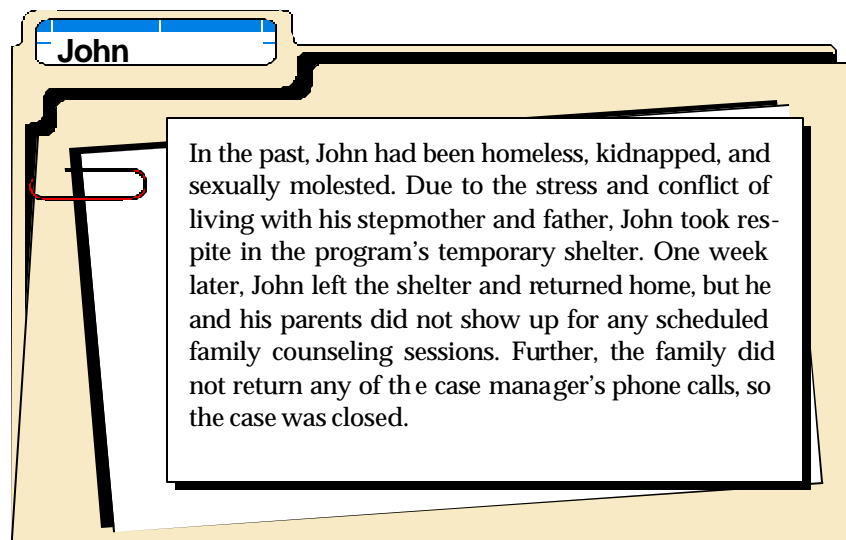 John
In the past, John had been homeless, kidnapped, and
sexually molested. Due to the stress and conflict of
living with his stepmother and father, John took res-
pite in the program's temporary shelter. One week
later, John left the shelter and returned home, but he
and his parents did not show up for any scheduled
family counseling sessions. Further, the family did
not return any of the case manager's phone calls, so
the case was closed.